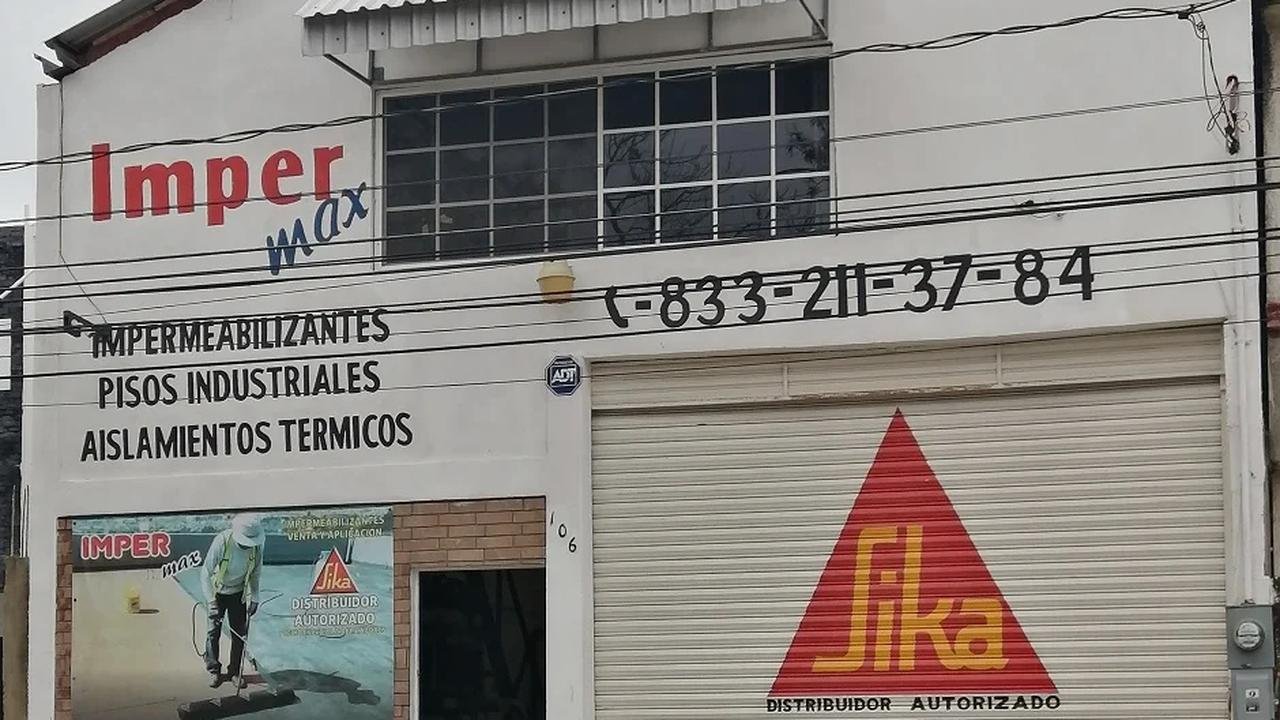 Imper
max
-833-211-37-84
IMPERMEABILIZANTES
PISOS INDUSTRIALES
AISLAMIENTOS TERMICOS
ADT
106
IMPER
max
IMPERMEABILIZANTES
VENTA Y APLICACION
Sika
DISTRIBUIDOR
AUTORIZADO
Sika
DISTRIBUIDOR AUTORIZADO